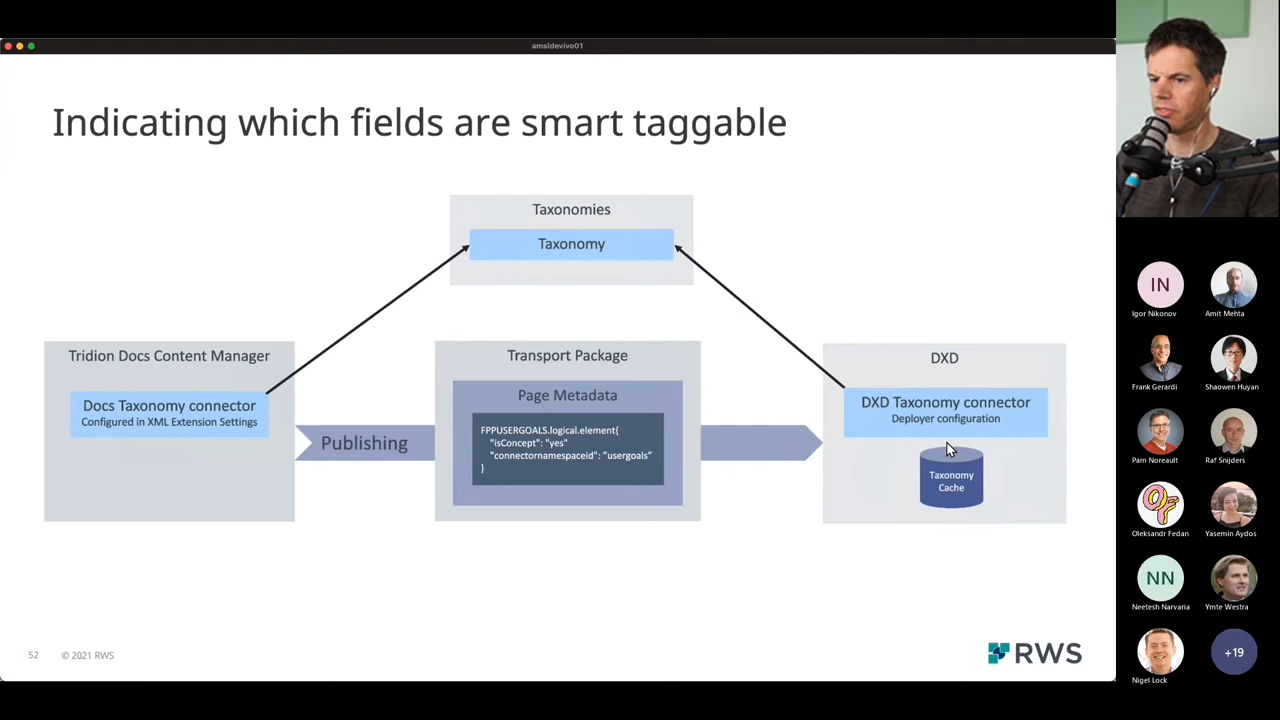 amsldevivo01
Indicating which fields are smart taggable
Taxonomies
Taxonomy
Tridion Docs Content Manager
Docs Taxonomy connector
Configured in XML Extension Settings
Publishing
Transport Package
Page Metadata
FPPUSERGOALS.logical.element{
"isConcept": "yes"
"connectornamespaceid": "usergoals"
}
DXD
DXD Taxonomy connector
Deployer configuration
Taxonomy
Cache
52
© 2021 RWS
RWS
IN
Igor Nikonov
Amit Mehta
Frank Gerardi
Shaowen Huyan
Pam Noreault
Raf Snijders
Oleksandr Fedan
Yasemin Aydos
NN
Neetesh Narvaria
Ymte Westra
Nigel Lock
+19